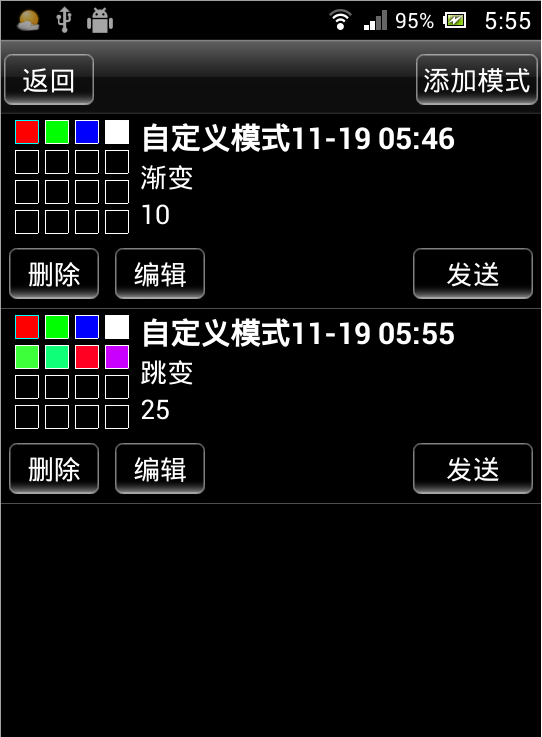 95% 5:55
返回 添加模式
自定义模式11-19 05:46
渐变
10
删除 编辑 发送
自定义模式11-19 05:55
跳变
25
删除 编辑 发送